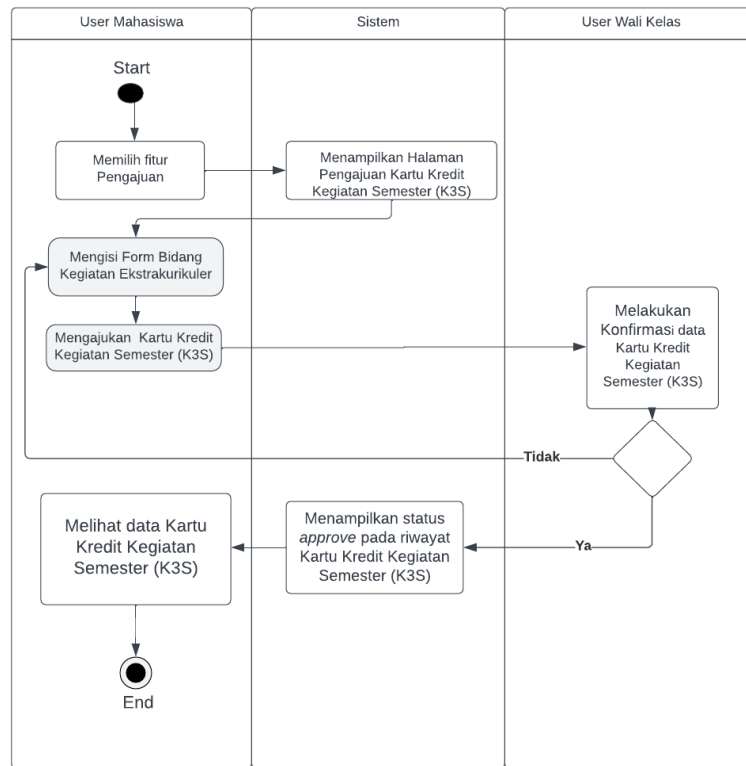 User Mahasiswa
Sistem
User Wali Kelas
Start
Memilih fitur
Pengajuan
Menampilkan Halaman
Pengajuan Kartu Kredit
Kegiatan Semester (K3S)
Mengisi Form Bidang
Kegiatan Ekstrakurikuler
Mengajukan Kartu Kredit
Kegiatan Semester (K3S)
Melakukan
Konfirmasi data
Kartu Kredit
Kegiatan
Semester (K3S)
Tidak
Ya
Menampilkan status
approve pada riwayat
Kartu Kredit Kegiatan
Semester (K3S)
Melihat data Kartu
Kredit Kegiatan
Semester (K3S)
End